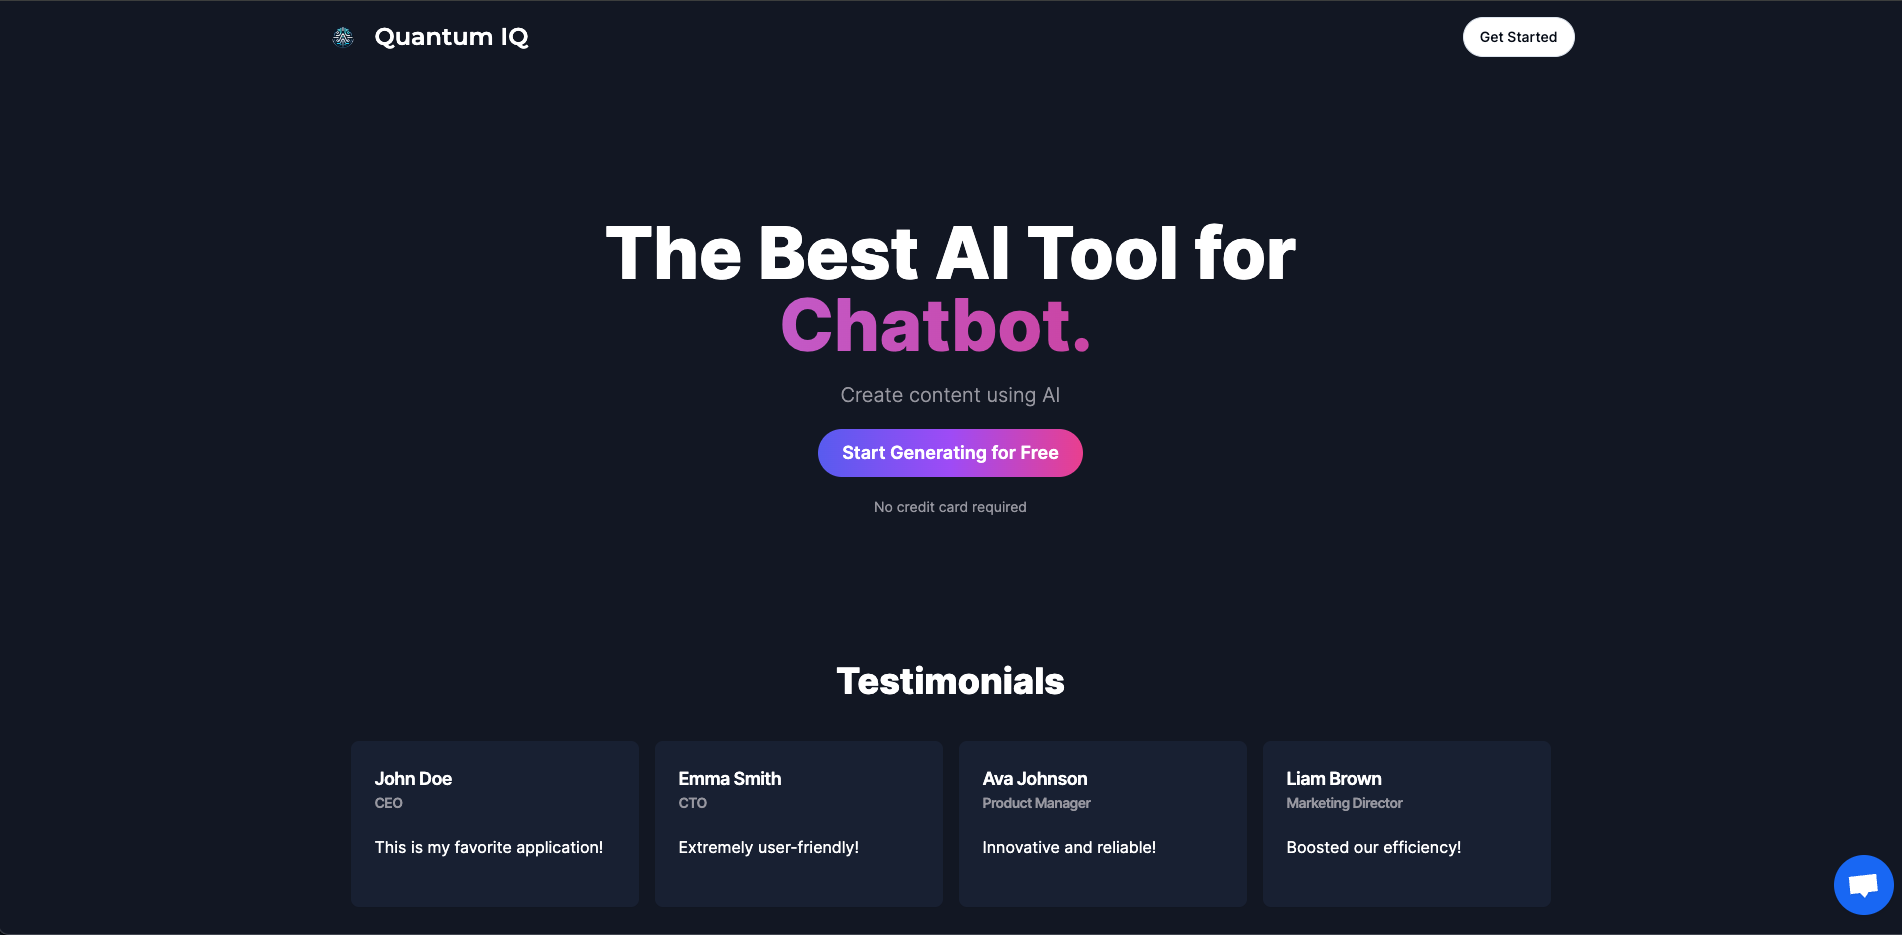 Quantum IQ
Get Started
The Best AI Tool for
Chatbot.
Create content using AI
Start Generating for Free
No credit card required
Testimonials
John Doe
CEO
This is my favorite application!
Emma Smith
CTO
Extremely user-friendly!
Ava Johnson
Product Manager
Innovative and reliable!
Liam Brown
Marketing Director
Boosted our efficiency!